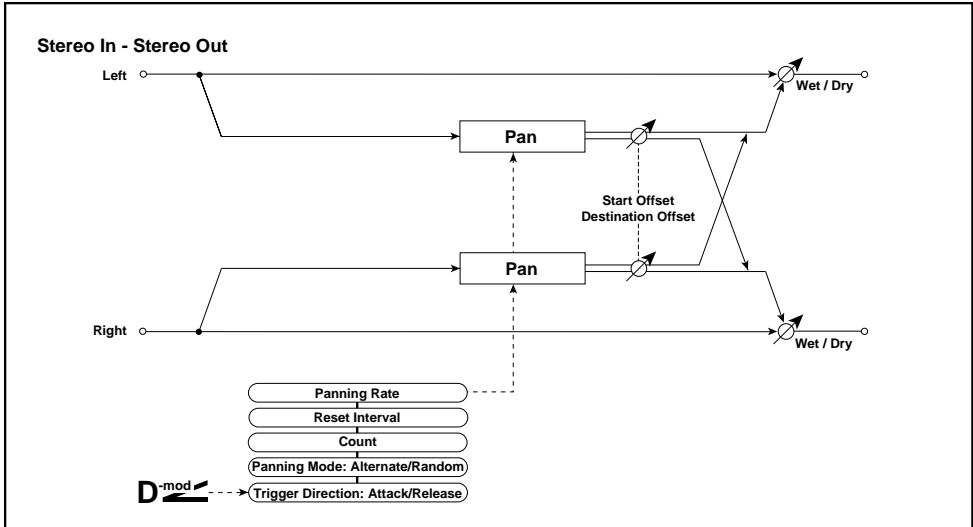 Stereo In - Stereo Out
Left
Wet / Dry
Pan
Start Offset
Destination Offset
Pan
Right
Wet / Dry
Panning Rate
Reset Interval
Count
Panning Mode: Alternate/Random
D-mod
Trigger Direction: Attack/Release